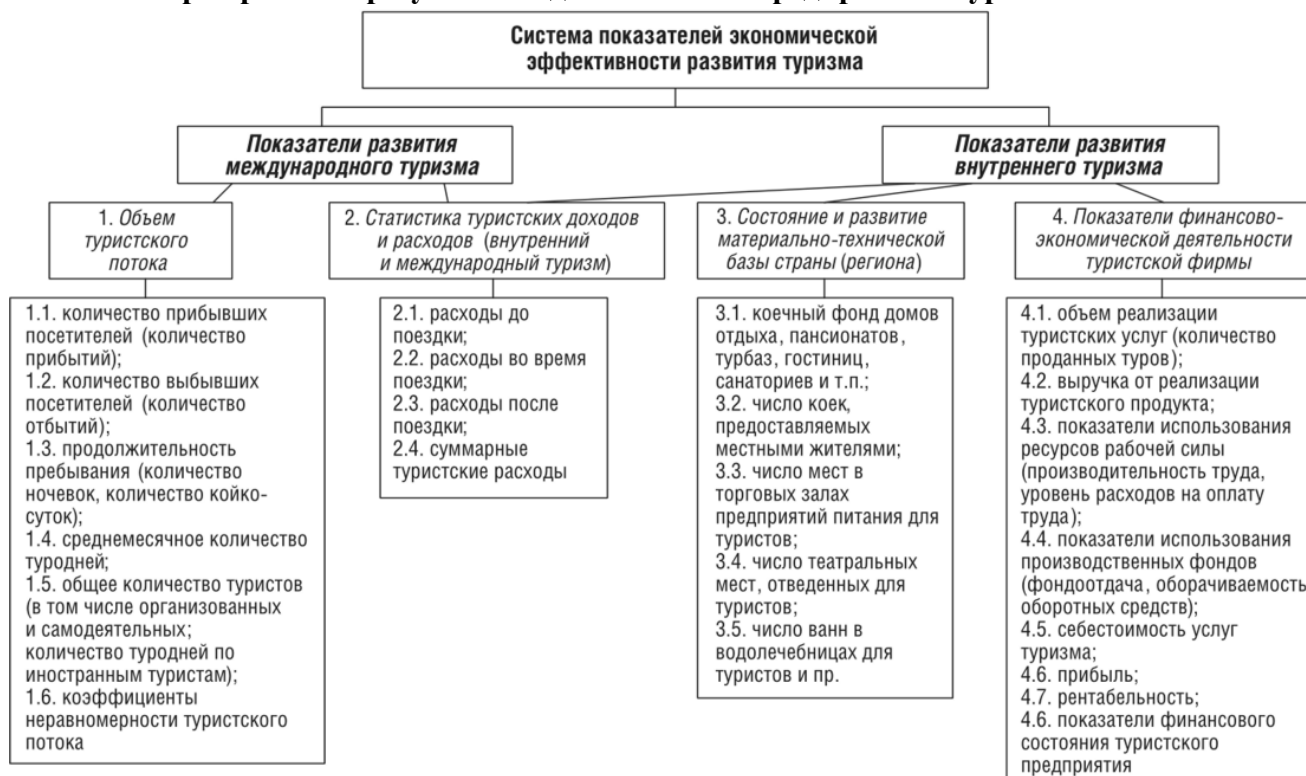 Система показателей экономической
эффективности развития туризма
Показатели развития
международного туризма
Показатели развития
внутреннего туризма
1. Объем
туристского
потока
2. Статистика туристских доходов
и расходов (внутренний
и международный туризм)
3. Состояние и развитие
материально-технической
базы страны (региона)
4. Показатели финансово-
экономической деятельности
туристской фирмы
1.1. количество прибывших
посетителей (количество
прибытий);
1.2. количество выбывших
посетителей (количество
отбытий);
1.3. продолжительность
пребывания (количество
ночевок, количество койко-
суток);
1.4. среднемесячное количество
туродней;
1.5. общее количество туристов
(в том числе организованных
и самодеятельных;
количество туродней по
иностранным туристам);
1.6. коэффициенты
неравномерности туристского
потока
2.1. расходы до
поездки;
2.2. расходы во время
поездки;
2.3. расходы после
поездки;
2.4. суммарные
туристские расходы
3.1. коечный фонд домов
отдыха, пансионатов,
турбаз, гостиниц,
санаториев и т.п.;
3.2. число коек,
предоставляемых
местными жителями;
3.3. число мест в
торговых залах
предприятий питания для
туристов;
3.4. число театральных
мест, отведенных для
туристов;
3.5. число ванн в
водолечебницах для
туристов и пр.
4.1. объем реализации
туристских услуг (количество
проданных туров);
4.2. выручка от реализации
туристского продукта;
4.3. показатели использования
ресурсов рабочей силы
(производительность труда,
уровень расходов на оплату
труда);
4.4. показатели использования
производственных фондов
(фондоотдача, оборачиваемость
оборотных средств);
4.5. себестоимость услуг
туризма;
4.6. прибыль;
4.7. рентабельность;
4.6. показатели финансового
состояния туристского
предприятия